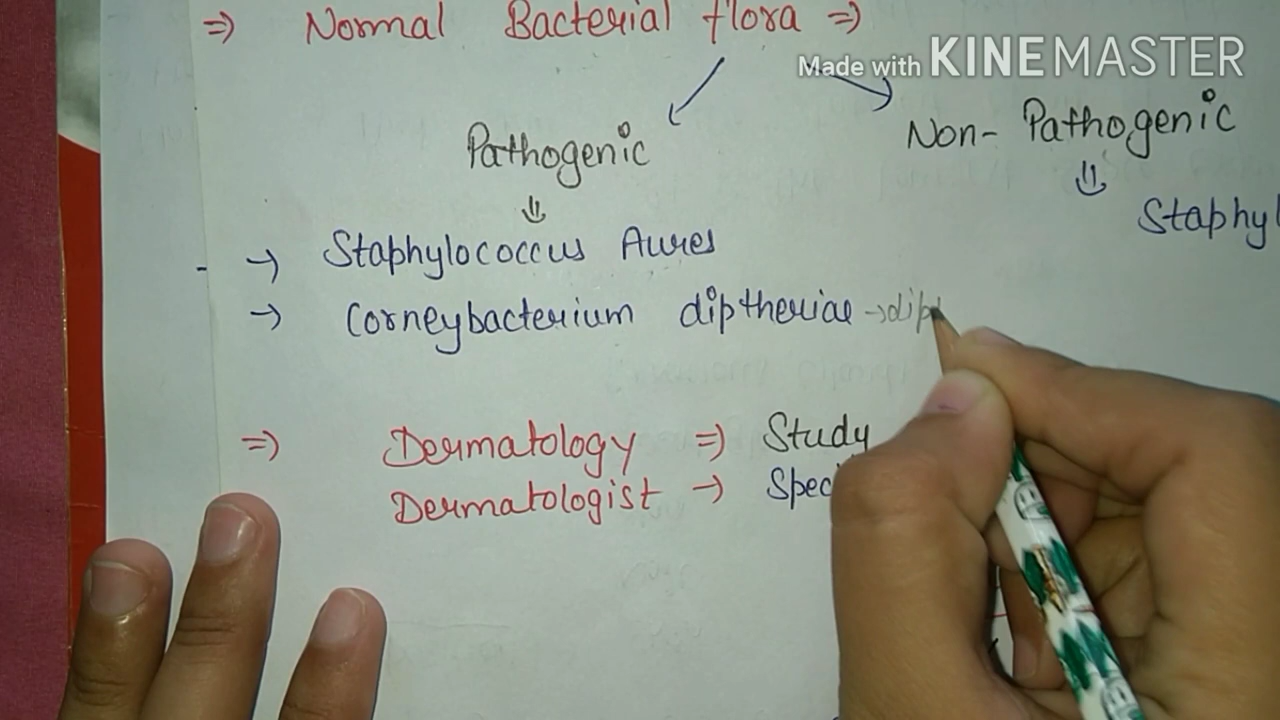 ⇒ Normal Bacterial flora ⇒
Made with KINEMASTER
Pathogenic
Non- Pathogenic
Staphyl
→ Staphylococcus Aures
→ Corneybacterium diptheriae → dip
⇒ Dermatology ⇒ Study
Dermatologist → Spec